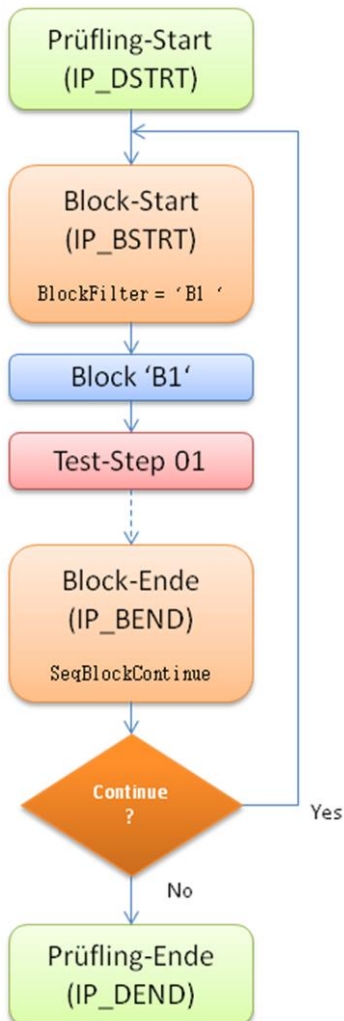 Prüfling-Start
(IP_DSTRT)
Block-Start
(IP_BSTRT)
BlockFilter = ‘B1 ‘
Block ‘B1‘
Test-Step 01
Block-Ende
(IP_BEND)
SeqBlockContinue
Continue
?
Yes
No
Prüfling-Ende
(IP_DEND)